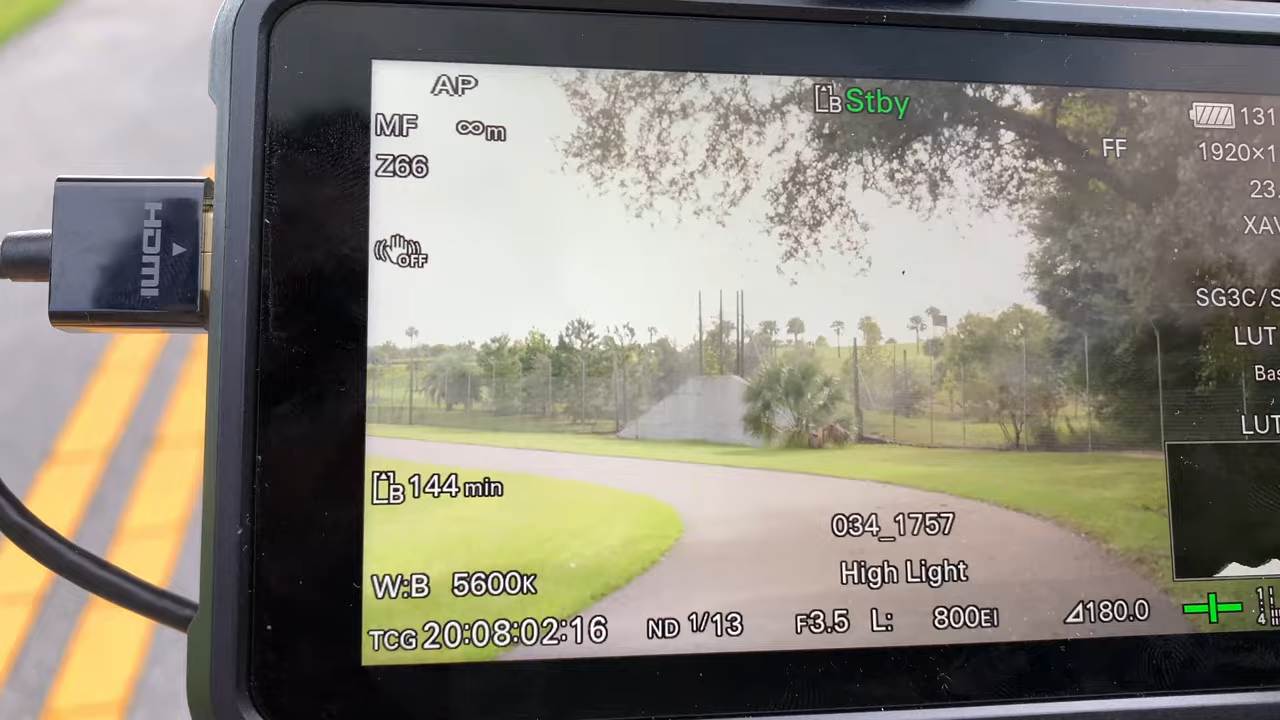 HDMI
AP
Stby
131
MF ∞m
FF
1920×1
Z66
23
XAV
OFF
SG3C/S
LUT
Bas
LUT
B 144 min
034_1757
High Light
W:B 5600K
TCG 20:08:02:16 ND 1/13 F3.5 L: 800EI ⊿180.0